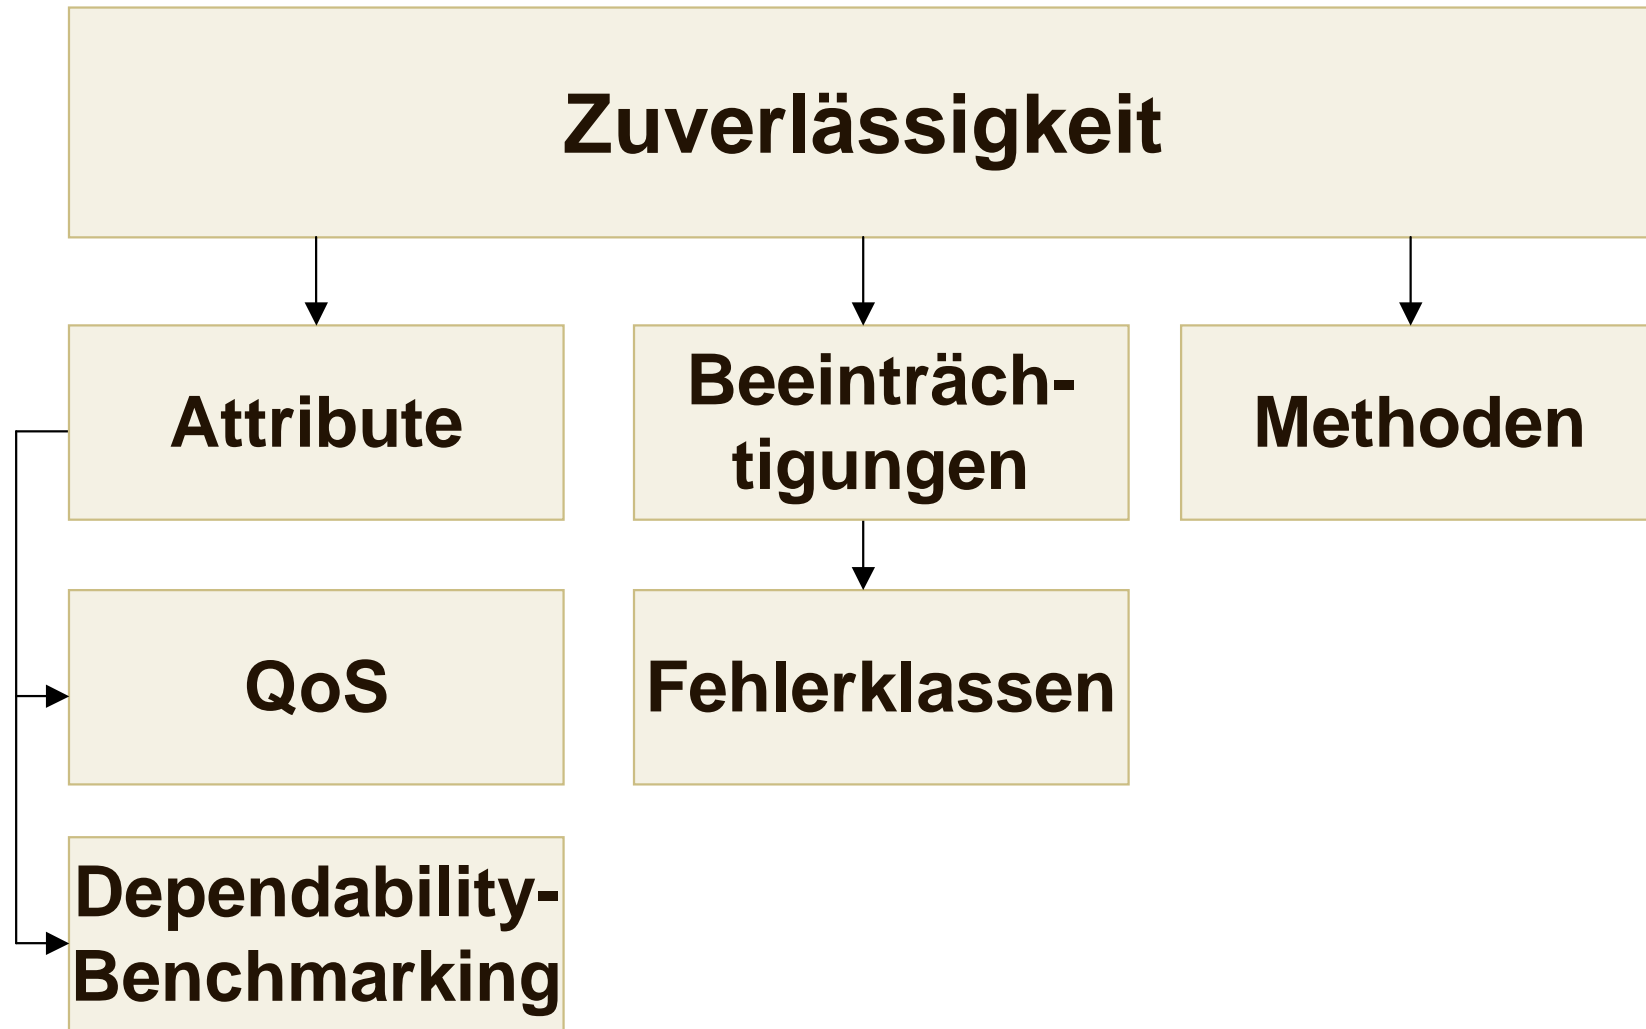 Zuverlässigkeit
Attribute
Beeinträch-
tigungen
Methoden
QoS
Fehlerklassen
Dependability-
Benchmarking